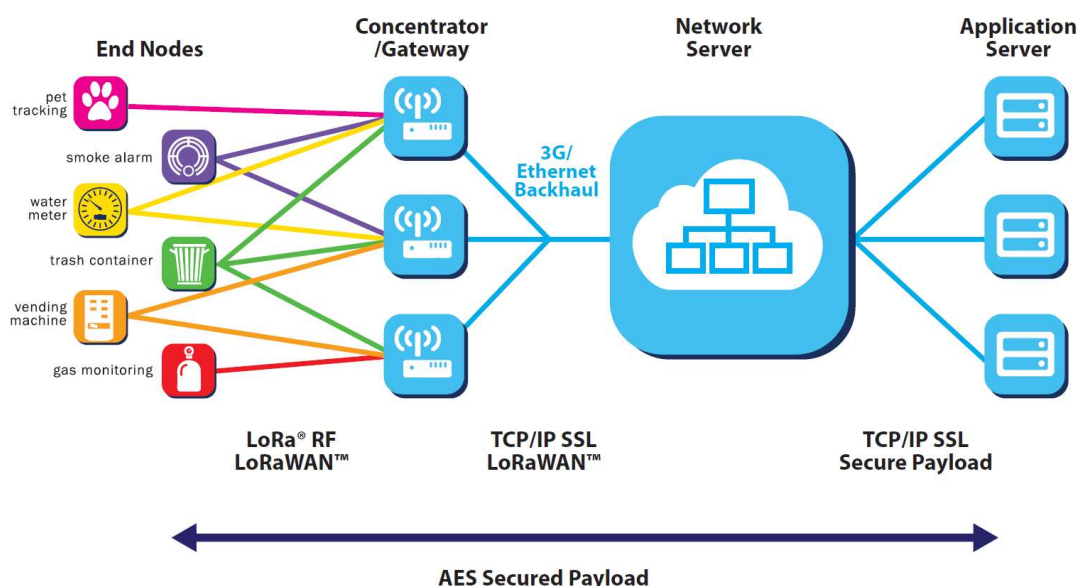 End Nodes
Concentrator
/Gateway
Network
Server
Application
Server
pet
tracking
smoke alarm
water
meter
trash container
vending
machine
gas monitoring
3G/
Ethernet
Backhaul
LoRa® RF
LoRaWAN™
TCP/IP SSL
LoRaWAN™
TCP/IP SSL
Secure Payload
AES Secured Payload